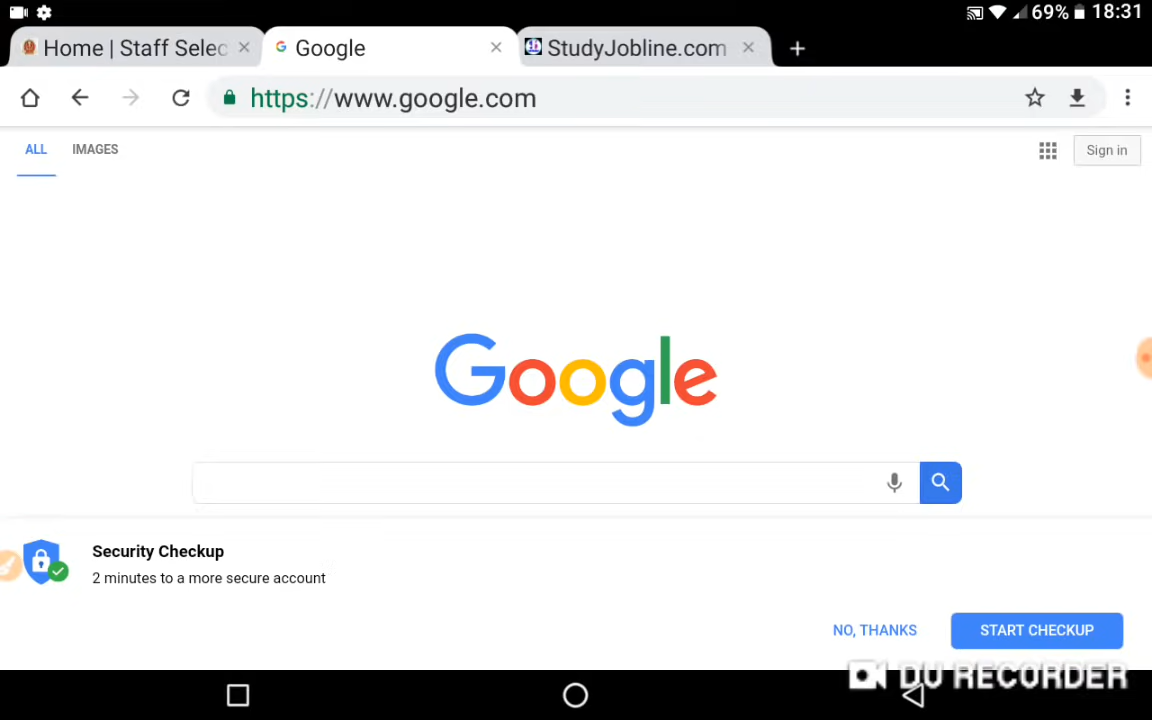 69% 18:31
Home | Staff Selec
Google
StudyJobline.com
https://www.google.com
ALL IMAGES
Sign in
Google
Security Checkup
2 minutes to a more secure account
NO, THANKS
START CHECKUP
DU RECORDER